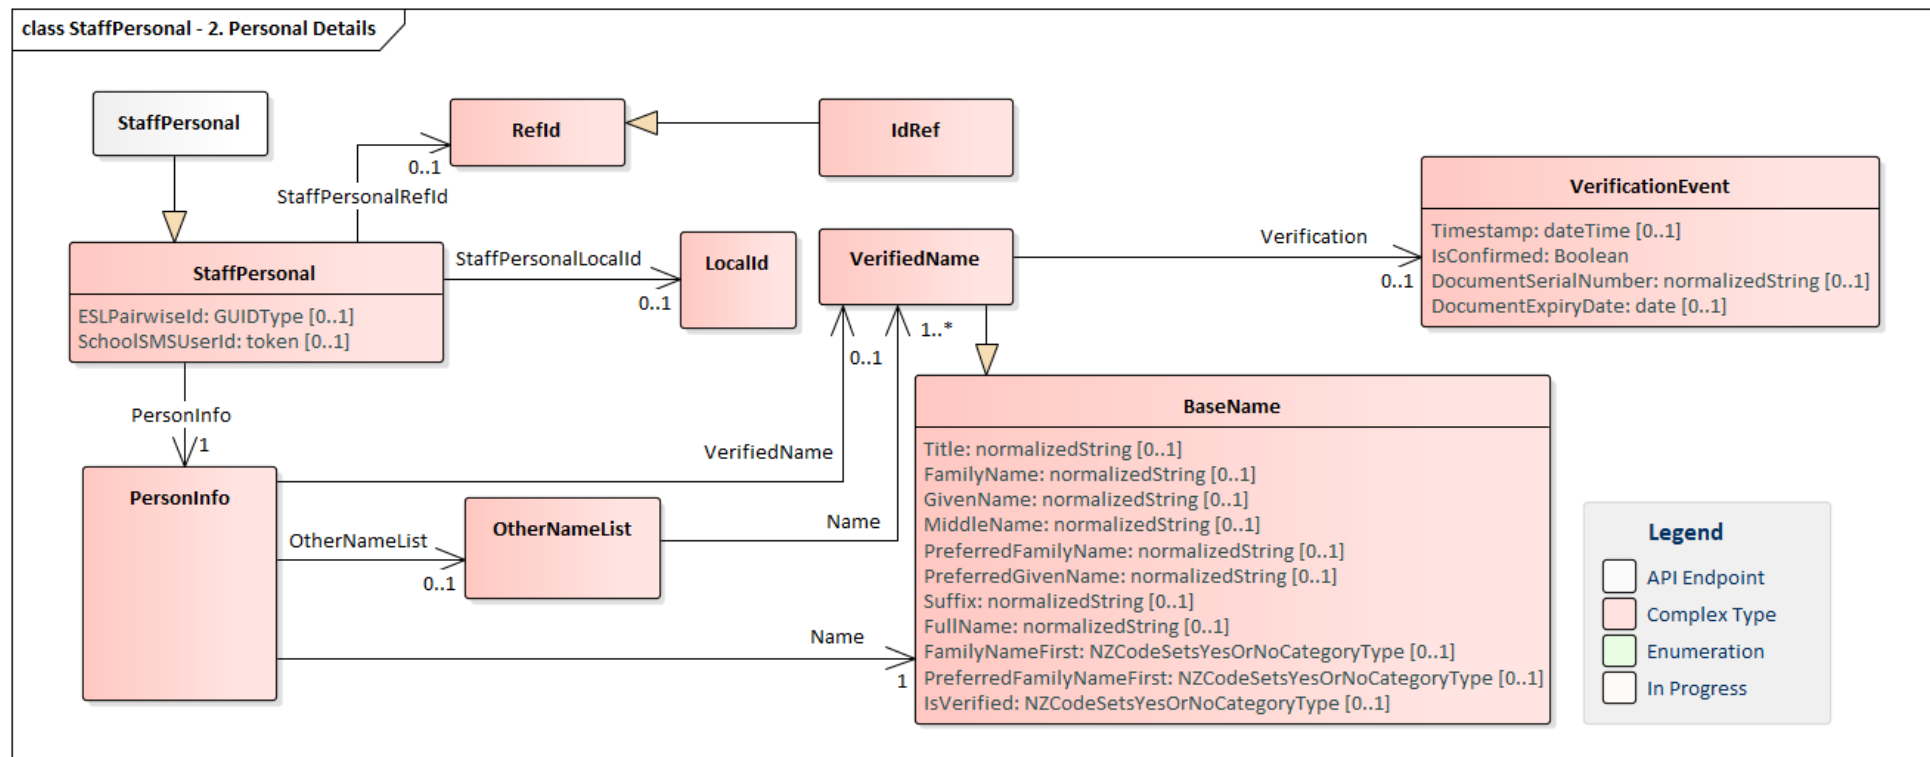 class StaffPersonal - 2. Personal Details
StaffPersonal
RefId
IdRef
0..1
StaffPersonalRefId
VerificationEvent
Timestamp: dateTime [0..1]
IsConfirmed: Boolean
DocumentSerialNumber: normalizedString [0..1]
DocumentExpiryDate: date [0..1]
StaffPersonal
ESLPairwiseId: GUIDType [0..1]
SchoolSMSUserId: token [0..1]
StaffPersonalLocalId
0..1
LocalId
VerifiedName
Verification
0..1
0..1
1..*
PersonInfo
1
BaseName
Title: normalizedString [0..1]
FamilyName: normalizedString [0..1]
GivenName: normalizedString [0..1]
MiddleName: normalizedString [0..1]
PreferredFamilyName: normalizedString [0..1]
PreferredGivenName: normalizedString [0..1]
Suffix: normalizedString [0..1]
FullName: normalizedString [0..1]
FamilyNameFirst: NZCodeSetsYesOrNoCategoryType [0..1]
PreferredFamilyNameFirst: NZCodeSetsYesOrNoCategoryType [0..1]
IsVerified: NZCodeSetsYesOrNoCategoryType [0..1]
VerifiedName
PersonInfo
OtherNameList
0..1
OtherNameList
Name
Name
1
Legend
API Endpoint
Complex Type
Enumeration
In Progress